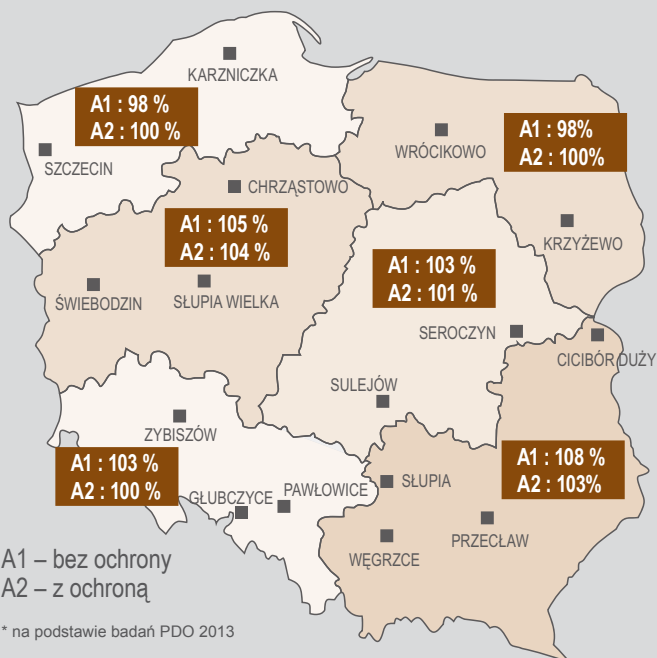 KARZNICZKA
A1 : 98 %
A2 : 100 %
SZCZECIN
WRÓCIKOWO
A1 : 98%
A2 : 100%
KRZYŻEWO
CHRZĄSTOWO
A1 : 105 %
A2 : 104 %
ŚWIEBODZIN
SŁUPIA WIELKA
A1 : 103 %
A2 : 101 %
SEROCZYN
CICIBÓR DUŻY
SULEJÓW
ZYBISZÓW
A1 : 103 %
A2 : 100 %
GŁUBCZYCE
PAWŁOWICE
A1 : 108 %
A2 : 103%
SŁUPIA
PRZECŁAW
WĘGRZCE
A1 – bez ochrony
A2 – z ochroną
* na podstawie badań PDO 2013